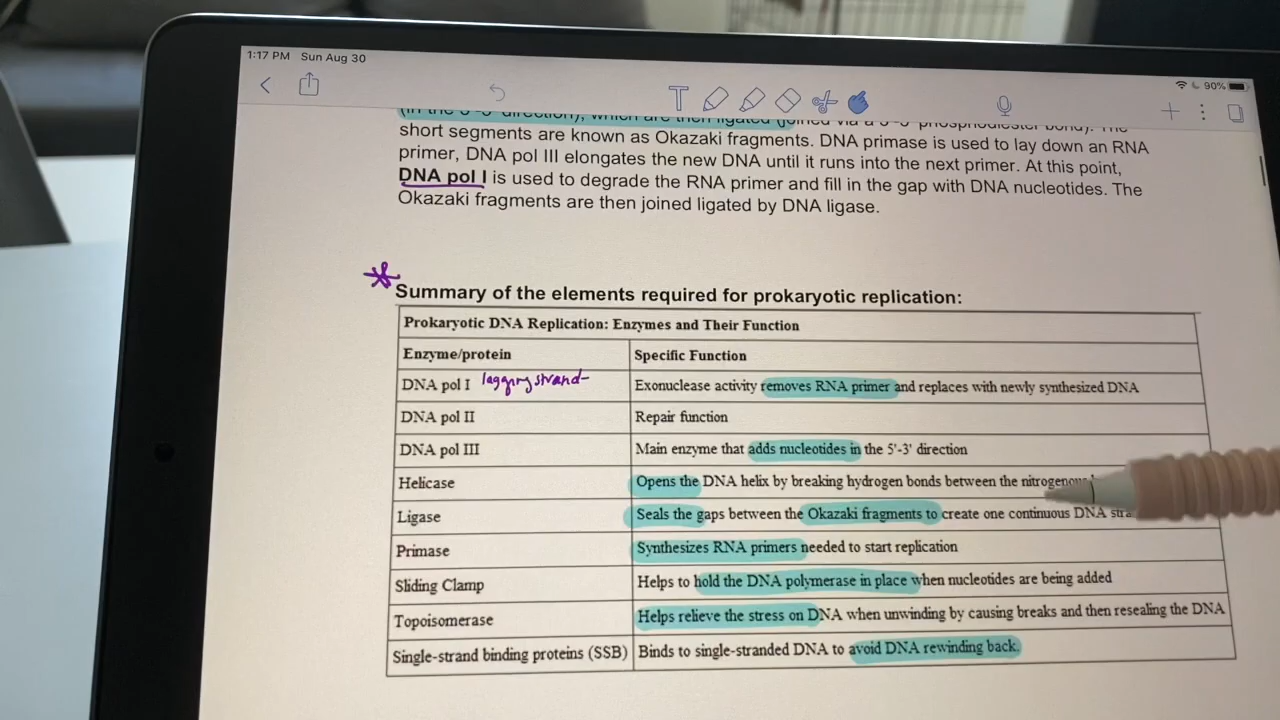 1:17 PM Sun Aug 30
90%
short segments are known as Okazaki fragments. DNA primase is used to lay down an RNA
primer, DNA pol III elongates the new DNA until it runs into the next primer. At this point,
DNA pol I is used to degrade the RNA primer and fill in the gap with DNA nucleotides. The
Okazaki fragments are then joined ligated by DNA ligase.
Summary of the elements required for prokaryotic replication:
Prokaryotic DNA Replication: Enzymes and Their Function
Enzyme/protein Specific Function
DNA pol I lagging strand- Exonuclease activity removes RNA primer and replaces with newly synthesized DNA
DNA pol II Repair function
DNA pol III Main enzyme that adds nucleotides in the 5'-3' direction
Helicase Opens the DNA helix by breaking hydrogen bonds between the
Ligase Seals the gaps between the Okazaki fragments to create one continuous DNA
Primase Synthesizes RNA primers needed to start replication
Sliding Clamp Helps to hold the DNA polymerase in place when nucleotides are being added
Topoisomerase Helps relieve the stress on DNA when unwinding by causing breaks and then resealing the DNA
Single-strand binding proteins (SSB) Binds to single-stranded DNA to avoid DNA rewinding back.